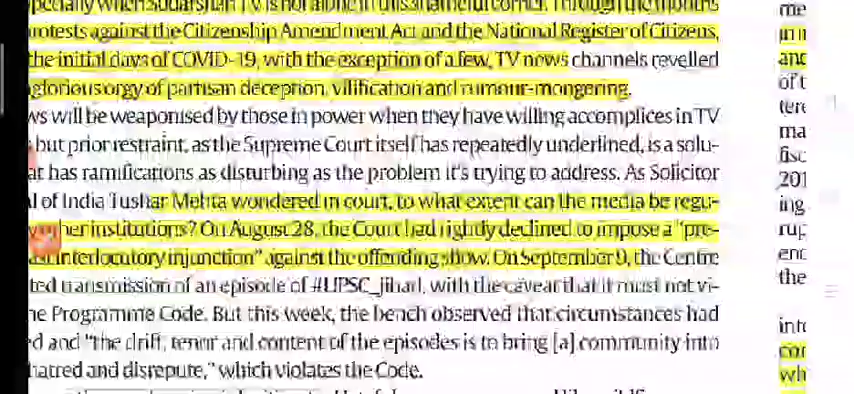 pecially when Sudarshan TV is not alone in this shameful corner. Through the months
rotests against the Citizenship Amendment Act and the National Register of Citizens,
the initial days of COVID-19, with the exception of a few, TV news channels revelled
glorious orgy of partisan deception, vilification and rumour-mongering.
ws will be weaponised by those in power when they have willing accomplices in TV
but prior restraint, as the Supreme Court itself has repeatedly underlined, is a solu-
at has ramifications as disturbing as the problem it's trying to address. As Solicitor
l of India Tushar Mehta wondered in court, to what extent can the media be regu-
her institutions? On August 28, the Court had rightly declined to impose a "pre-
interlocutory injunction" against the offending show. On September 9, the Centre
ted transmission of an episode of #UPSC_Jihad, with the caveat that it must not vi-
he Programme Code. But this week, the bench observed that circumstances had
ed and "the drift, tenor and content of the episodes is to bring [a] community into
hatred and disrepute," which violates the Code.
me
in i
and
of t
tere
ma
fisc
201
ing
rup
enc
the
into
cor
wh